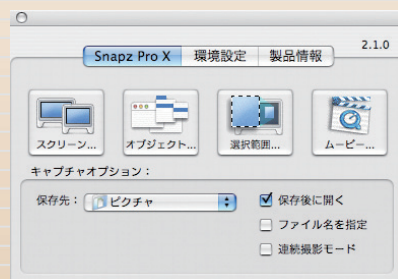 2.1.0
Snapz Pro X 環境設定 製品情報
スクリーン... オブジェクト... 選択範囲... ムービー...
キャプチャオプション：
保存先： ピクチャ 保存後に開く
ファイル名を指定
連続撮影モード